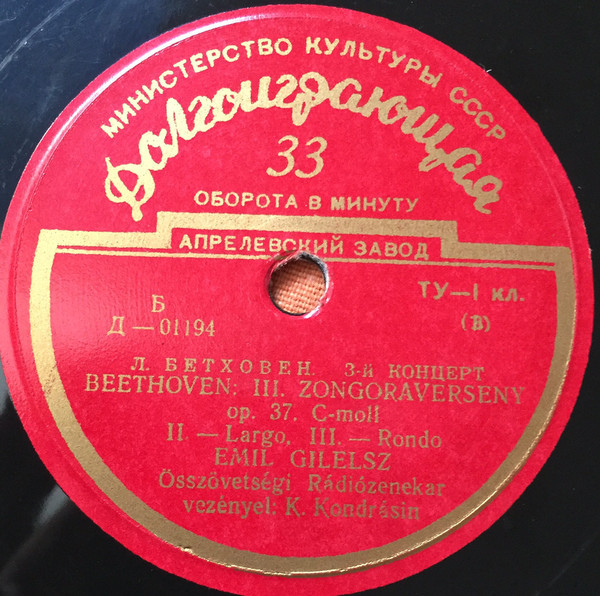 МИНИСТЕРСТВО КУЛЬТУРЫ СССР
Долгоиграющая
33
ОБОРОТА В МИНУТУ
АПРЕЛЕВСКИЙ ЗАВОД
Б
Д—01194
ТУ—1 кл.
(В)
Л. БЕТХОВЕН. 3-й КОНЦЕРТ
BEETHOVEN: III. ZONGORAVERSENY
op. 37. C-moll
II. — Largo, III. — Rondo
EMIL GILELSZ
Összövetségi Rádiózenekar
vezényel: K. Kondrásin